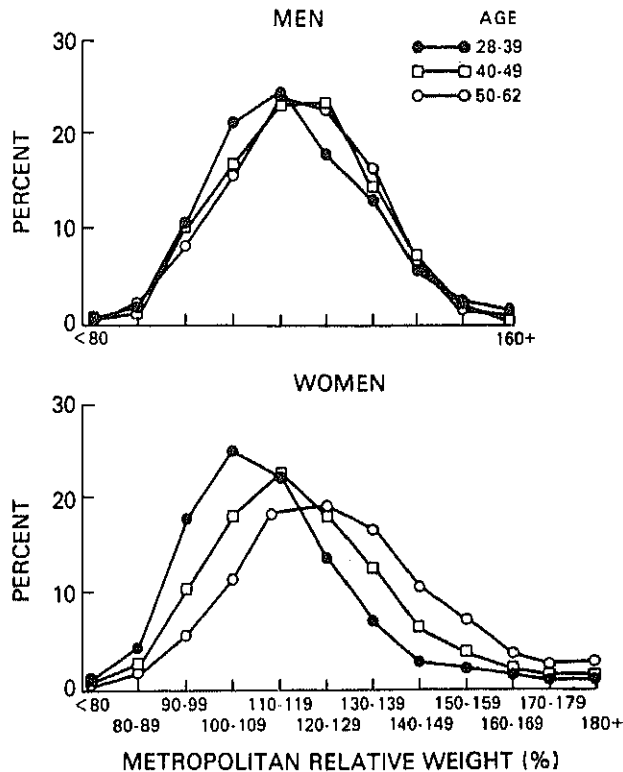 MEN
AGE
28-39
40-49
50-62
30
20
10
0
PERCENT
<80
160+
WOMEN
30
20
10
0
PERCENT
<80 90-99 110-119 130-139 150-159 170-179
80-89 100-109 120-129 140-149 160-169 180+
METROPOLITAN RELATIVE WEIGHT (%)